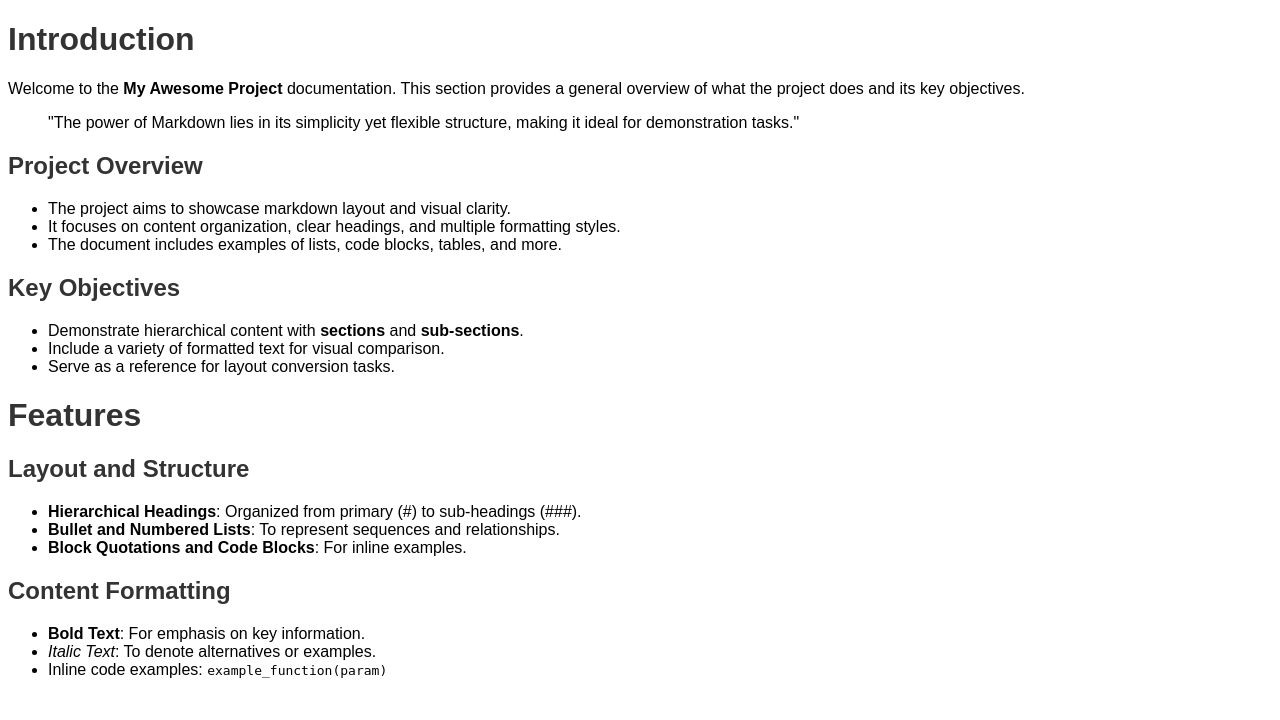 Introduction
Welcome to the My Awesome Project documentation. This section provides a general overview of what the project does and its key objectives.
"The power of Markdown lies in its simplicity yet flexible structure, making it ideal for demonstration tasks."
Project Overview
• The project aims to showcase markdown layout and visual clarity.
• It focuses on content organization, clear headings, and multiple formatting styles.
• The document includes examples of lists, code blocks, tables, and more.
Key Objectives
• Demonstrate hierarchical content with sections and sub-sections.
• Include a variety of formatted text for visual comparison.
• Serve as a reference for layout conversion tasks.
Features
Layout and Structure
• Hierarchical Headings: Organized from primary (#) to sub-headings (###).
• Bullet and Numbered Lists: To represent sequences and relationships.
• Block Quotations and Code Blocks: For inline examples.
Content Formatting
• Bold Text: For emphasis on key information.
• Italic Text: To denote alternatives or examples.
• Inline code examples: example_function(param)